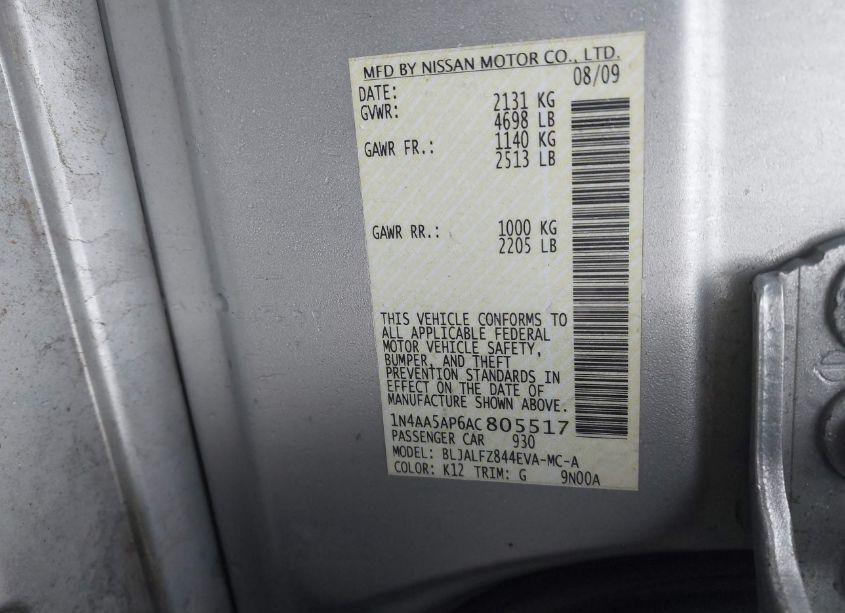 MFD BY NISSAN MOTOR CO., LTD.
DATE: 08/09
GVWR: 2131 KG
4698 LB
GAWR FR.: 1140 KG
2513 LB
GAWR RR.: 1000 KG
2205 LB
THIS VEHICLE CONFORMS TO
ALL APPLICABLE FEDERAL
MOTOR VEHICLE SAFETY,
BUMPER, AND THEFT
PREVENTION STANDARDS IN
EFFECT ON THE DATE OF
MANUFACTURE SHOWN ABOVE.
1N4AA5AP6AC805517
PASSENGER CAR 930
MODEL: BLJALFZ844EVA-MC-A
COLOR: K12 TRIM: G 9N00A